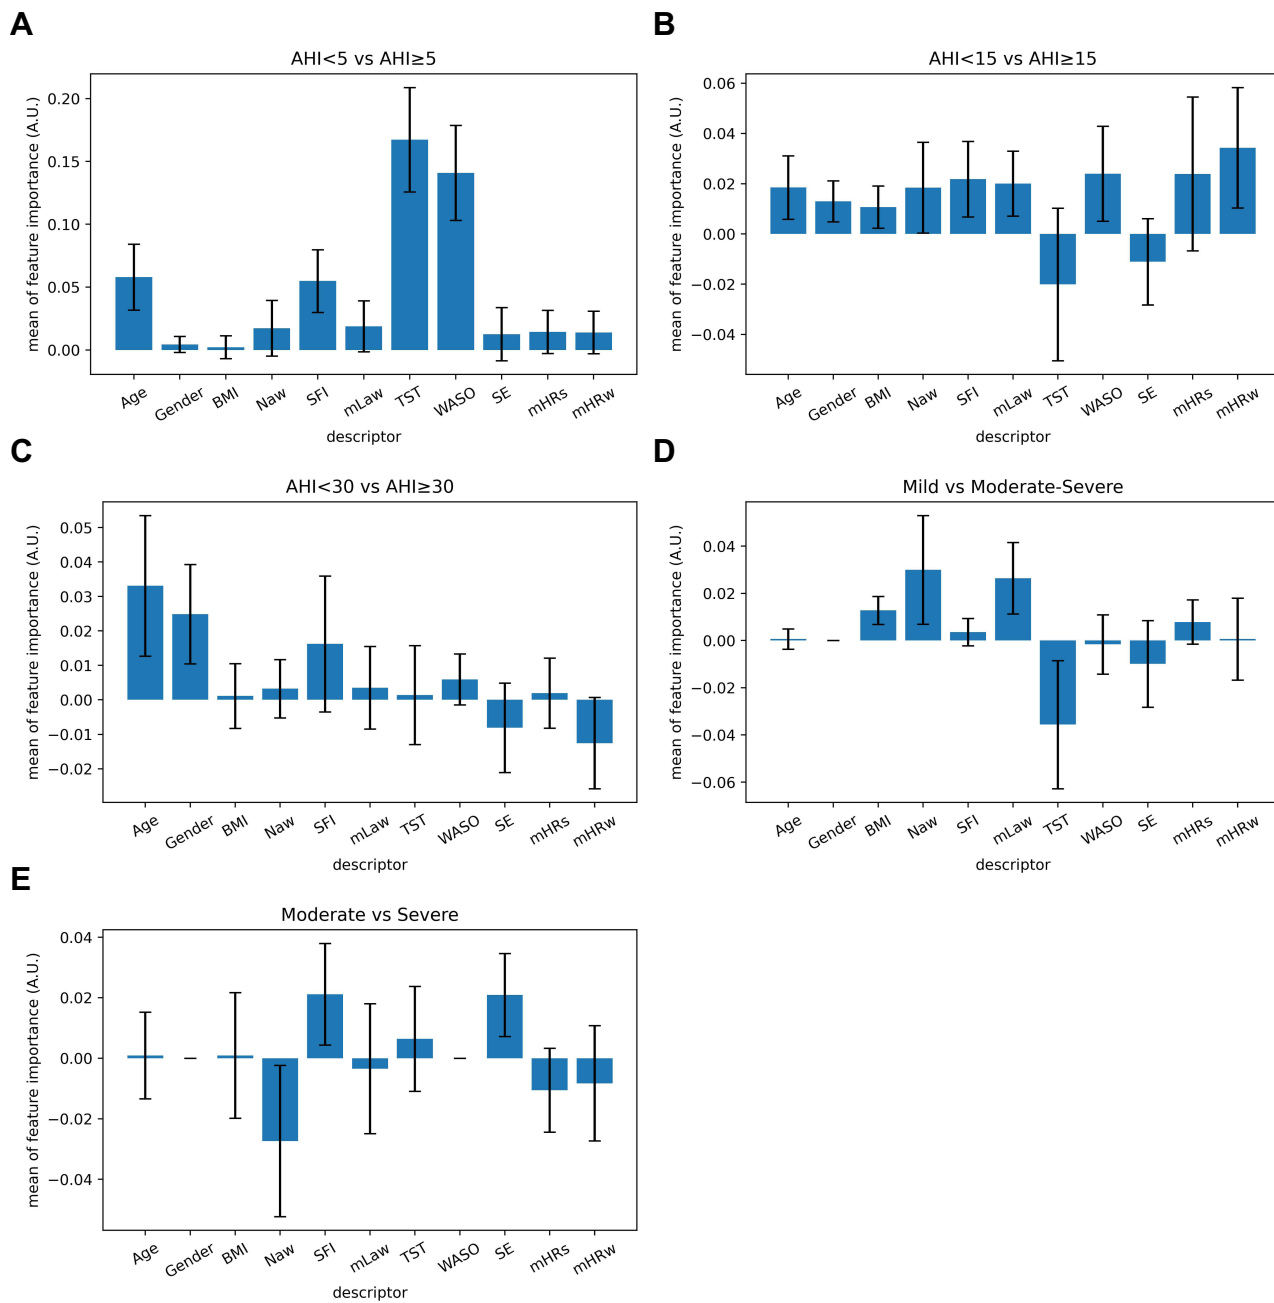 A
AHI<5 vs AHI≥5
mean of feature importance (A.U.)
0.20
0.15
0.10
0.05
0.00
Age Gender BMI Naw SFI mLaw TST WASO SE mHRs mHRw
descriptor
B
AHI<15 vs AHI≥15
mean of feature importance (A.U.)
0.06
0.04
0.02
0.00
−0.02
−0.04
Age Gender BMI Naw SFI mLaw TST WASO SE mHRs mHRw
descriptor
C
AHI<30 vs AHI≥30
mean of feature importance (A.U.)
0.05
0.04
0.03
0.02
0.01
0.00
−0.01
−0.02
Age Gender BMI Naw SFI mLaw TST WASO SE mHRs mHRw
descriptor
D
Mild vs Moderate-Severe
mean of feature importance (A.U.)
0.04
0.02
0.00
−0.02
−0.04
−0.06
Age Gender BMI Naw SFI mLaw TST WASO SE mHRs mHRw
descriptor
E
Moderate vs Severe
mean of feature importance (A.U.)
0.04
0.02
0.00
−0.02
−0.04
Age Gender BMI Naw SFI mLaw TST WASO SE mHRs mHRw
descriptor